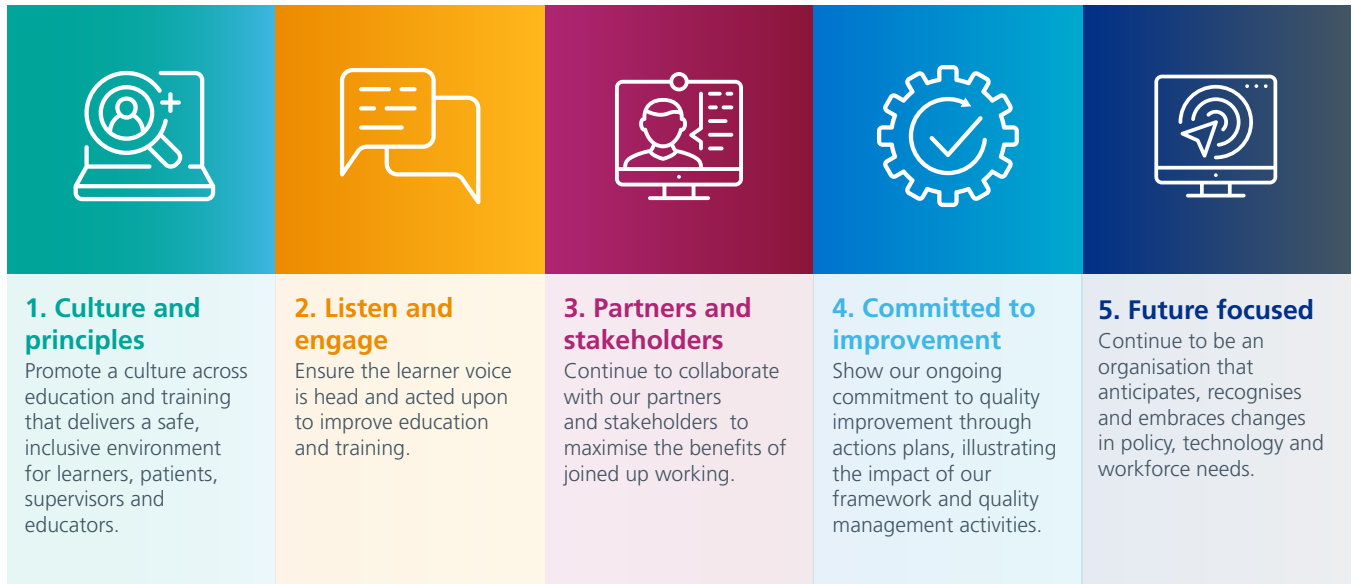 1. Culture and
principles
Promote a culture across
education and training
that delivers a safe,
inclusive environment
for learners, patients,
supervisors and
educators.
2. Listen and
engage
Ensure the learner voice
is head and acted upon
to improve education
and training.
3. Partners and
stakeholders
Continue to collaborate
with our partners
and stakeholders  to
maximise the benefits of
joined up working.
4. Committed to
improvement
Show our ongoing
commitment to quality
improvement through
actions plans, illustrating
the impact of our
framework and quality
management activities.
5. Future focused
Continue to be an
organisation that
anticipates, recognises
and embraces changes
in policy, technology and
workforce needs.